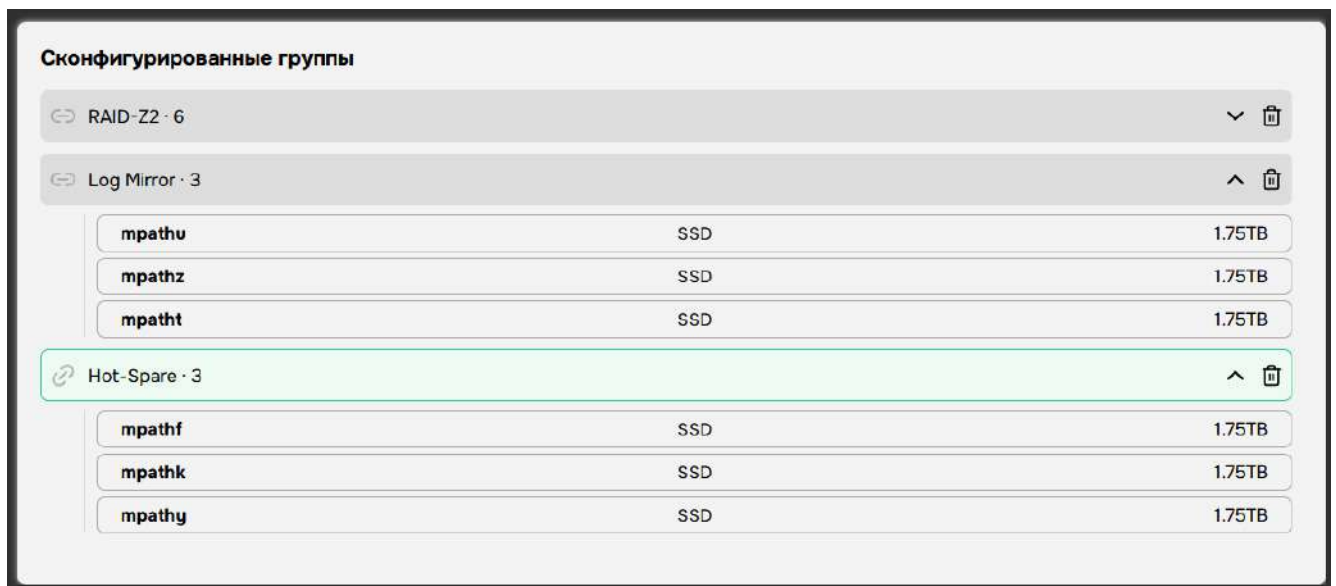 Сконфигурированные группы
RAID-Z2 · 6
Log Mirror · 3
mpathu SSD 1.75TB
mpathz SSD 1.75TB
mpatht SSD 1.75TB
Hot-Spare · 3
mpathf SSD 1.75TB
mpathk SSD 1.75TB
mpathy SSD 1.75TB